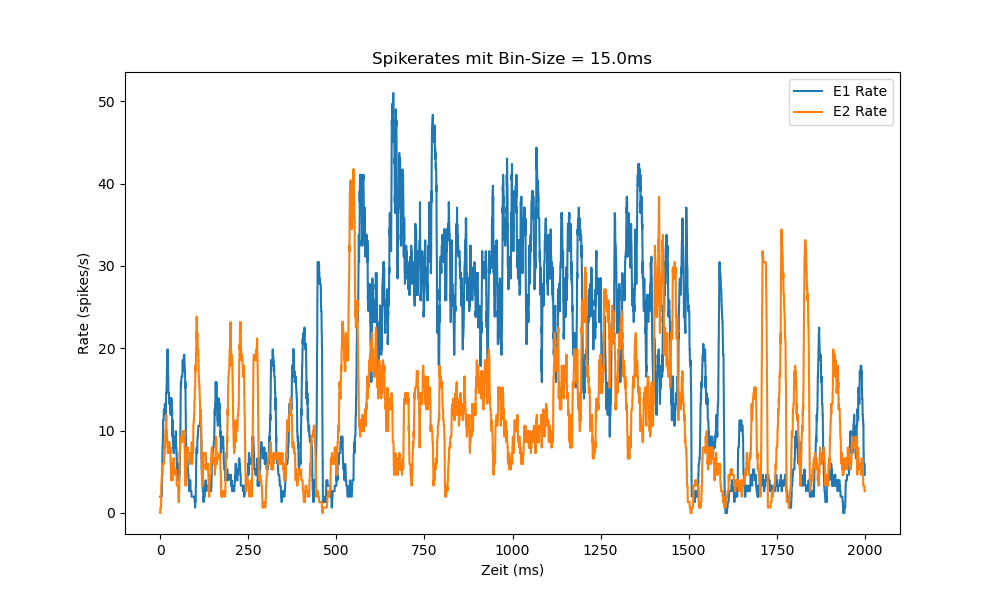 Spikerates mit Bin-Size = 15.0ms
E1 Rate
E2 Rate
50
40
30
20
10
0
Rate (spikes/s)
0 250 500 750 1000 1250 1500 1750 2000
Zeit (ms)